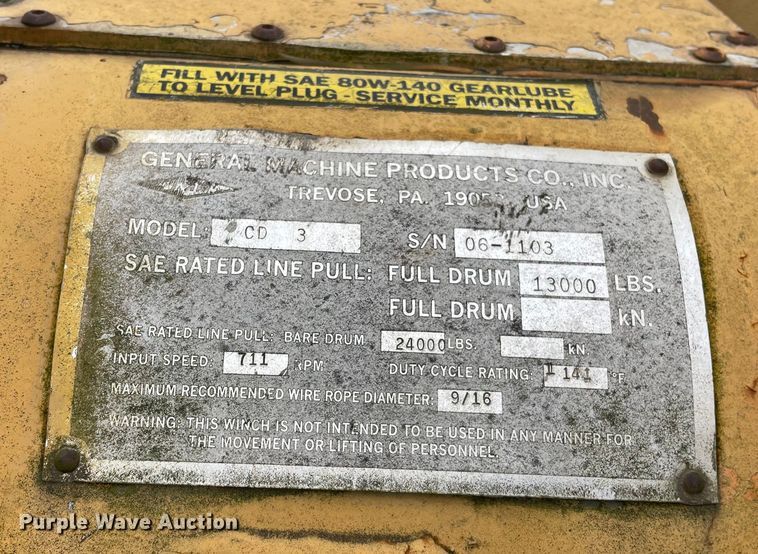 FILL WITH SAE 80W-140 GEARLUBE
TO LEVEL PLUG - SERVICE MONTHLY
GENERAL MACHINE PRODUCTS CO., INC.
TREVOSE, PA. USA
MODEL: CD 3 S/N 06-1103
SAE RATED LINE PULL: FULL DRUM 13000 LBS.
FULL DRUM kN.
SAE RATED LINE PULL: BARE DRUM 24000 LBS. kN.
INPUT SPEED: 711 RPM DUTY CYCLE RATING: II 141 °F
MAXIMUM RECOMMENDED WIRE ROPE DIAMETER: 9/16
WARNING: THIS WINCH IS NOT INTENDED TO BE USED IN ANY MANNER FOR
THE MOVEMENT OR LIFTING OF PERSONNEL.
Purple Wave Auction